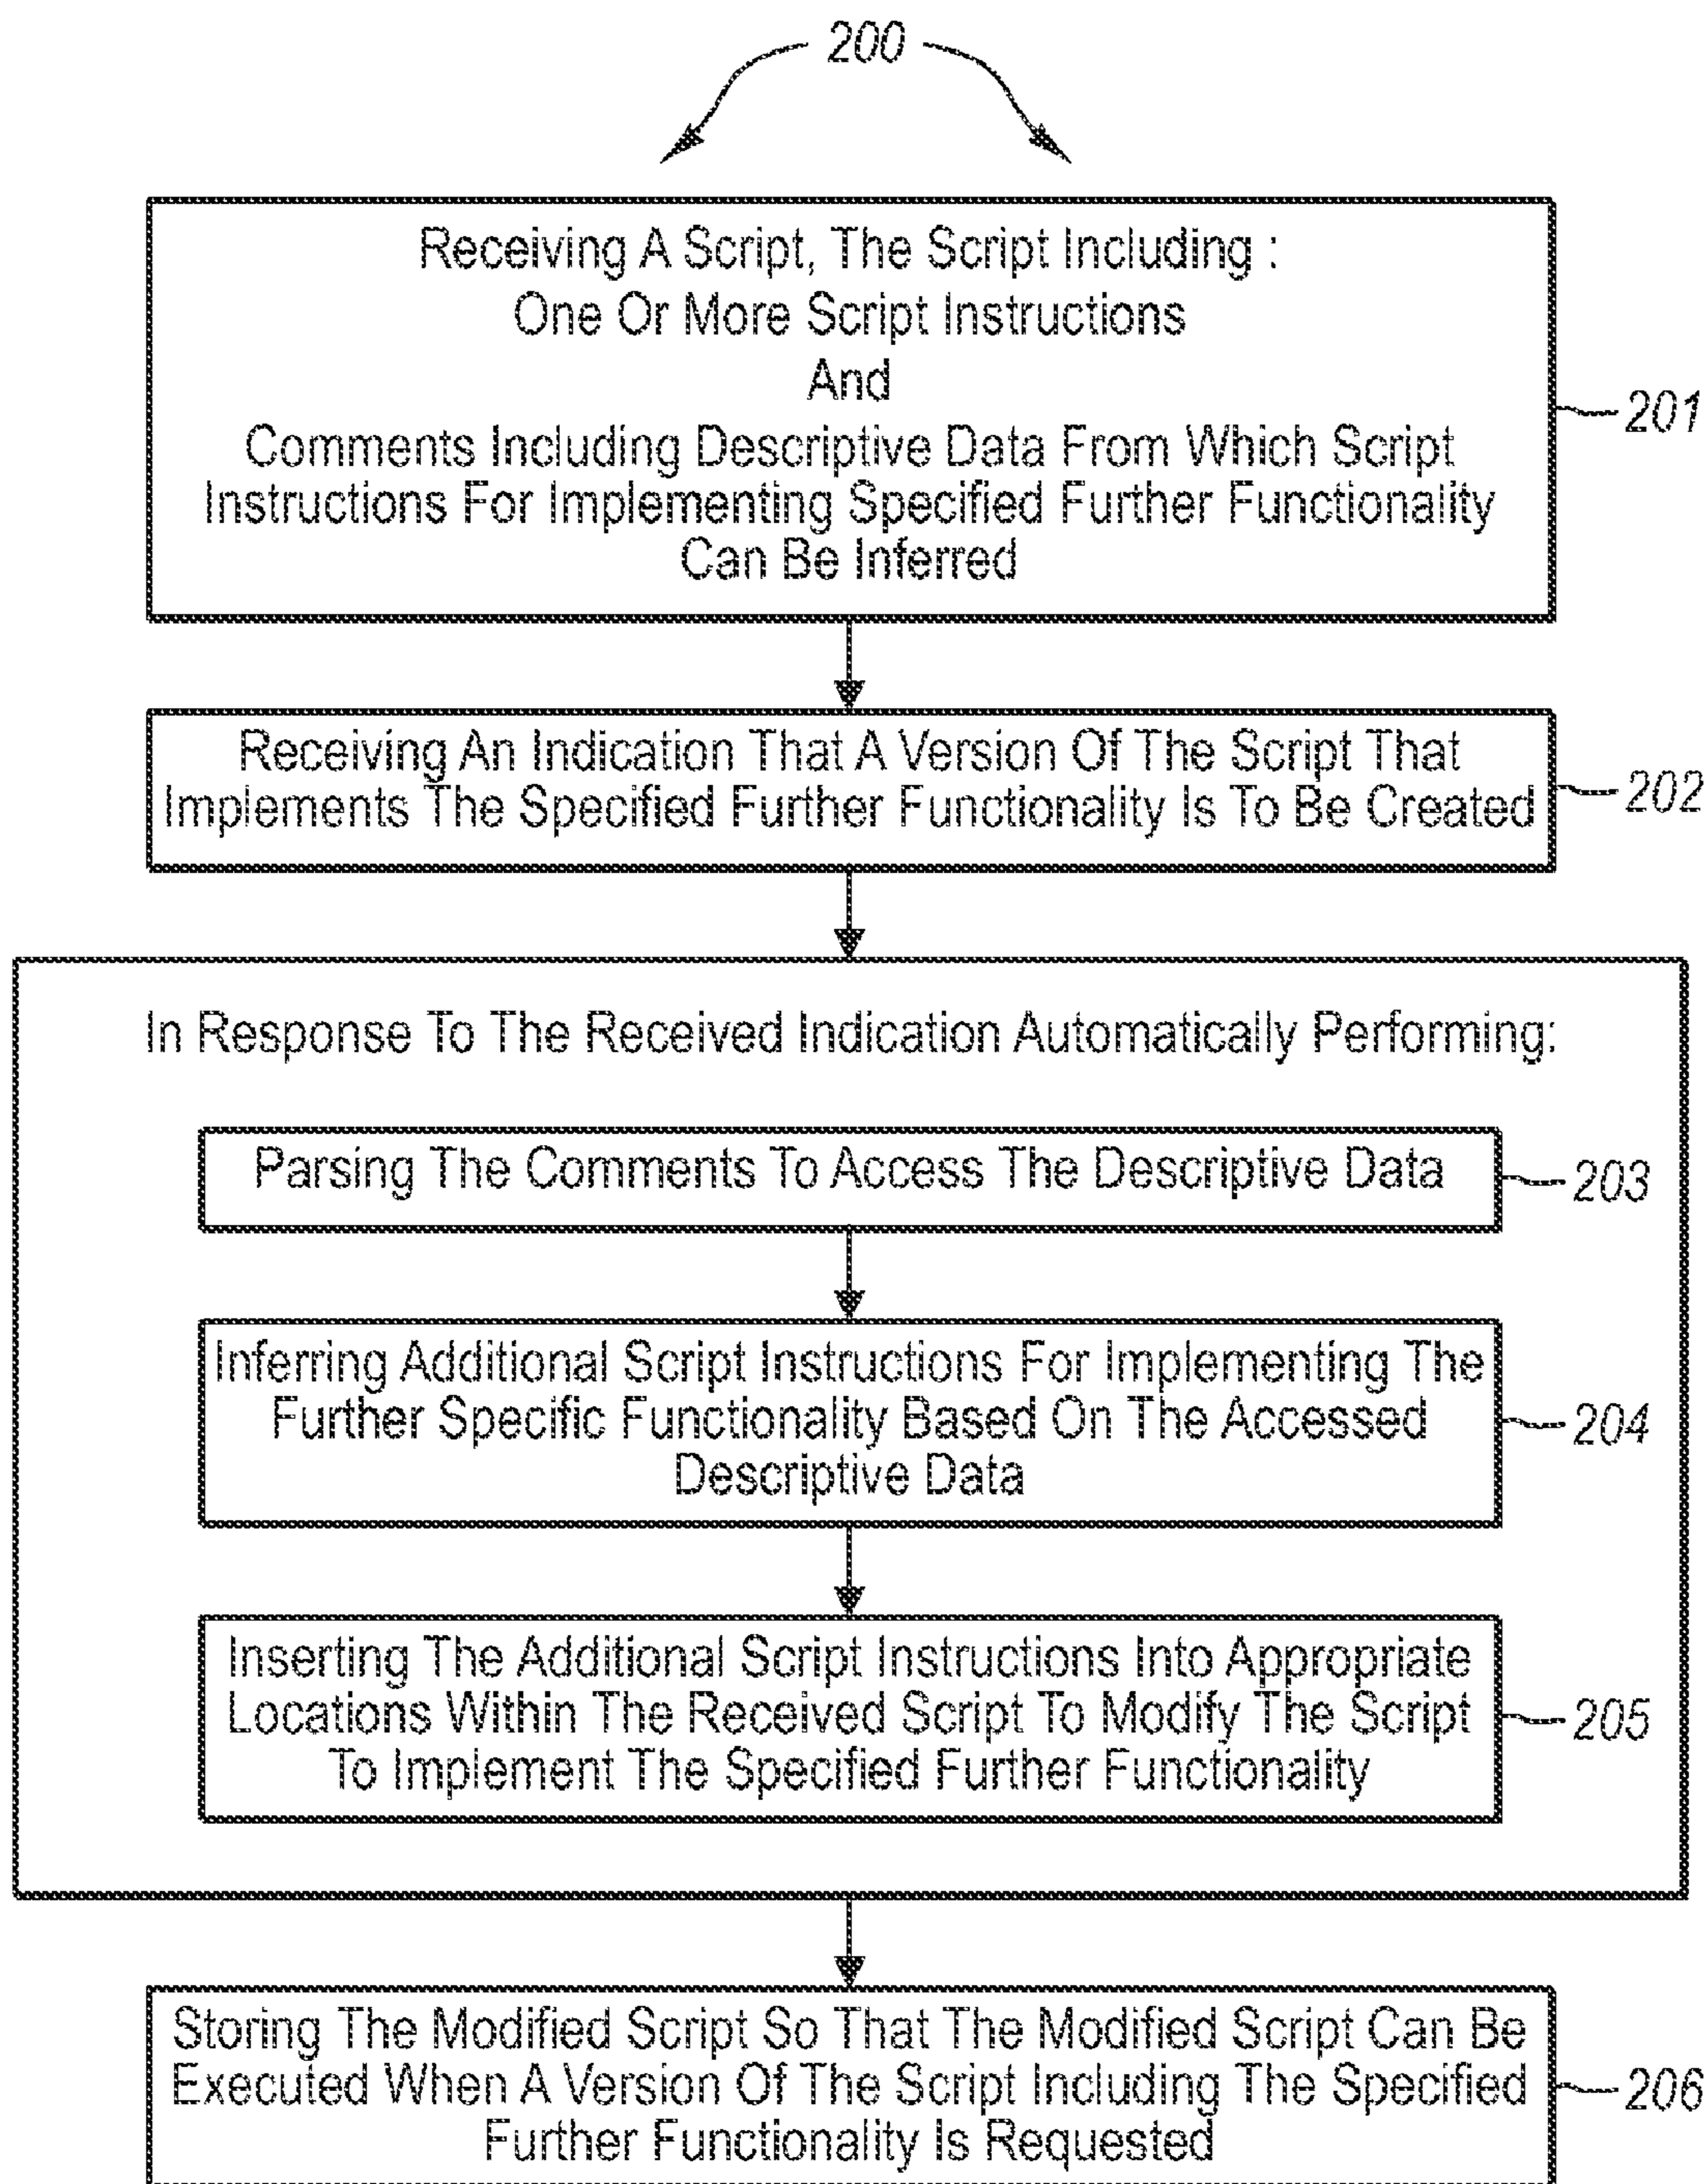 200
Receiving A Script, The Script Including :
One Or More Script Instructions
And
Comments Including Descriptive Data From Which Script
Instructions For Implementing Specified Further Functionality
Can Be Inferred
201
Receiving An Indication That A Version Of The Script That
Implements The Specified Further Functionality Is To Be Created
202
In Response To The Received Indication Automatically Performing:
Parsing The Comments To Access The Descriptive Data
203
Inferring Additional Script Instructions For Implementing The
Further Specific Functionality Based On The Accessed
Descriptive Data
204
Inserting The Additional Script Instructions Into Appropriate
Locations Within The Received Script To Modify The Script
To Implement The Specified Further Functionality
205
Storing The Modified Script So That The Modified Script Can Be
Executed When A Version Of The Script Including The Specified
Further Functionality Is Requested
206